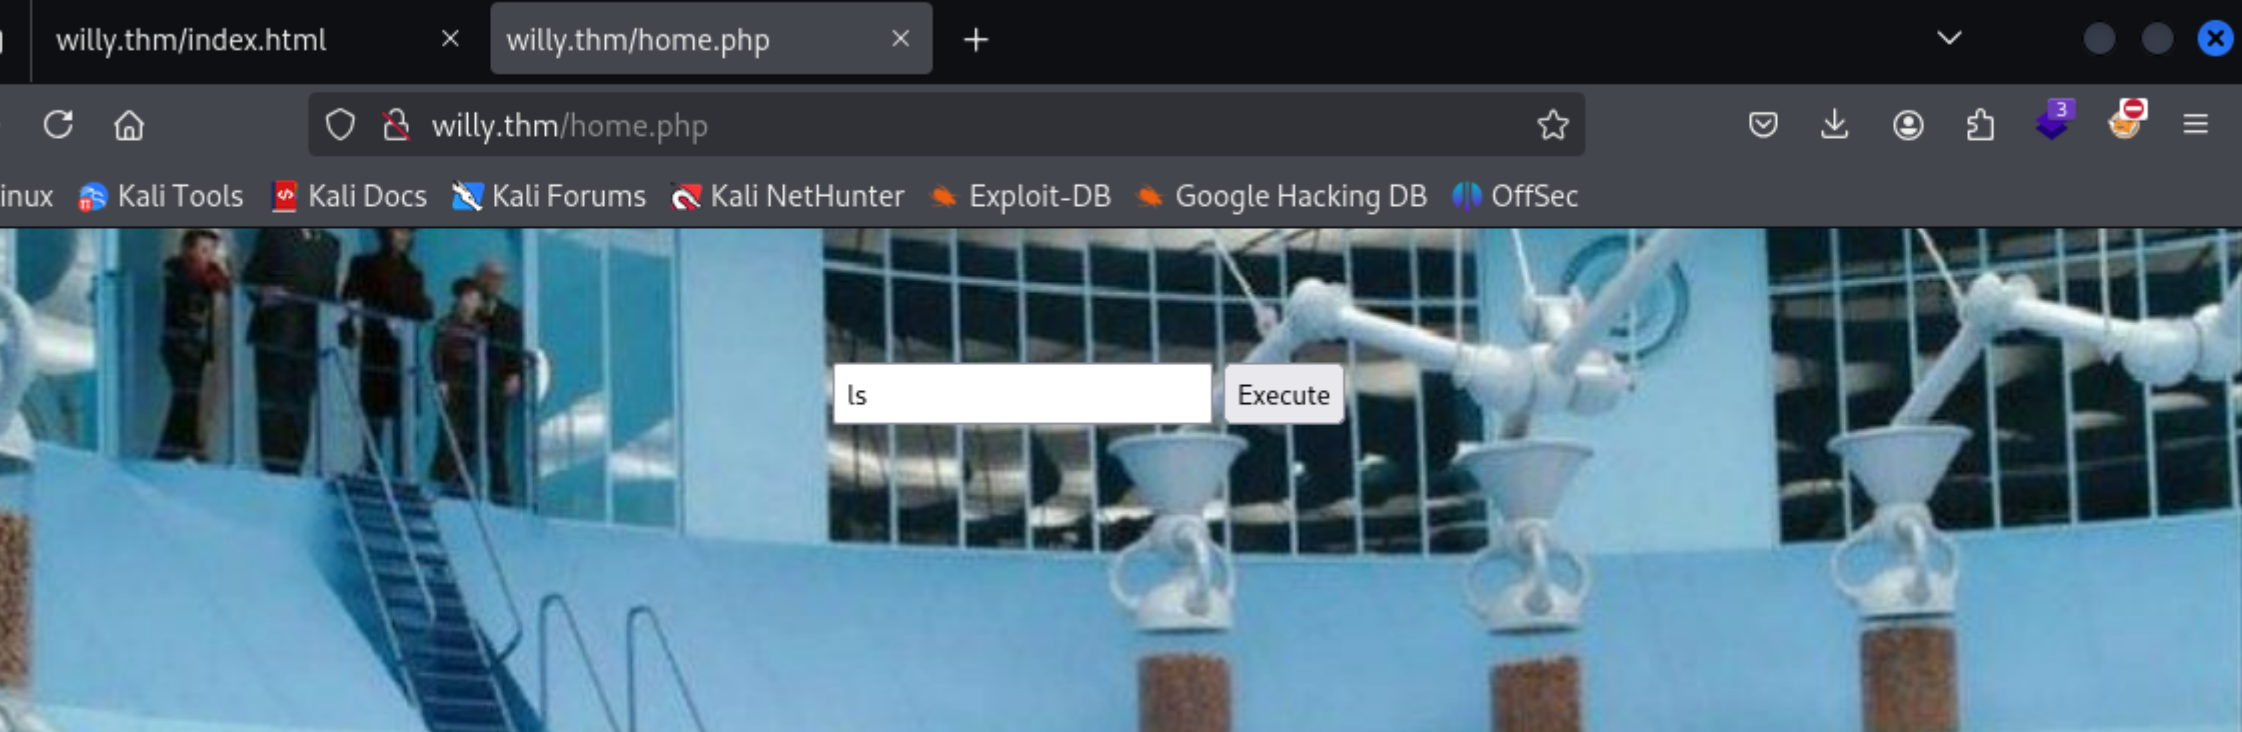 willy.thm/index.html willy.thm/home.php
willy.thm/home.php 3
inux Kali Tools Kali Docs Kali Forums Kali NetHunter Exploit-DB Google Hacking DB OffSec
ls Execute